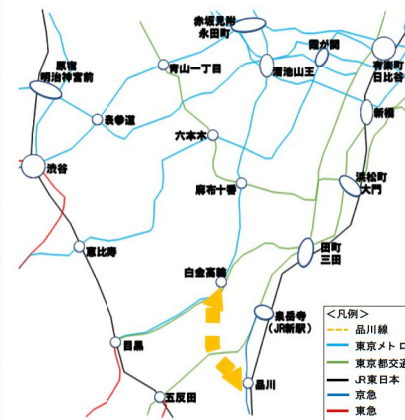 赤坂見附
永田町
霞が関
有楽町
日比谷
青山一丁目
溜池山王
原宿
明治神宮前
表参道
新橋
六本木
渋谷
麻布十番
浜松町
大門
恵比寿
田町
三田
白金高輪
泉岳寺
(JR新駅)
目黒
品川
五反田
<凡例>
品川線
東京メトロ
東京都交通
JR東日本
京急
東急